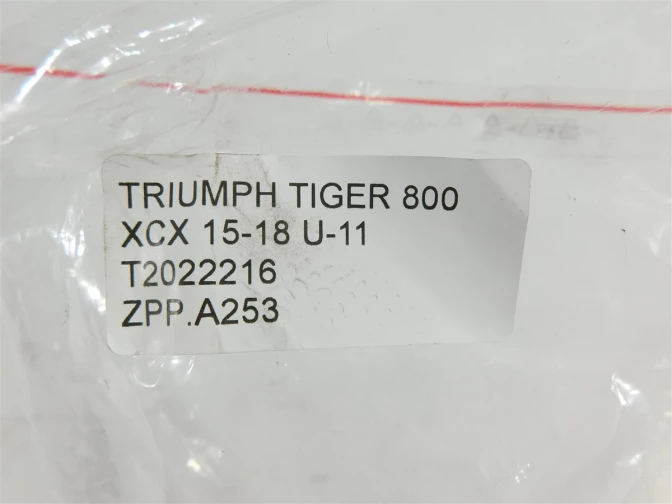 TRIUMPH TIGER 800
XCX 15-18 U-11
T2022216
ZPP.A253